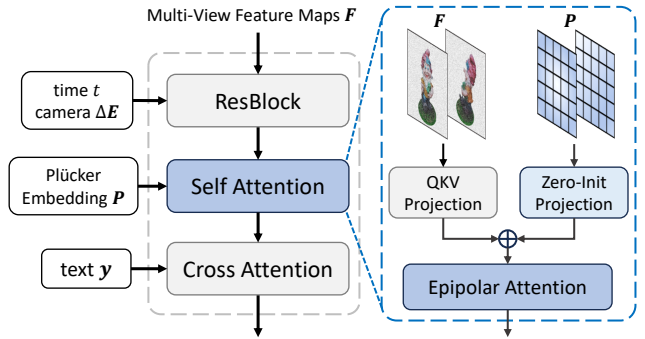 Multi-View Feature Maps F
time t
camera ΔE
ResBlock
Plücker
Embedding P
Self Attention
text y
Cross Attention
F
P
QKV
Projection
Zero-Init
Projection
Epipolar Attention